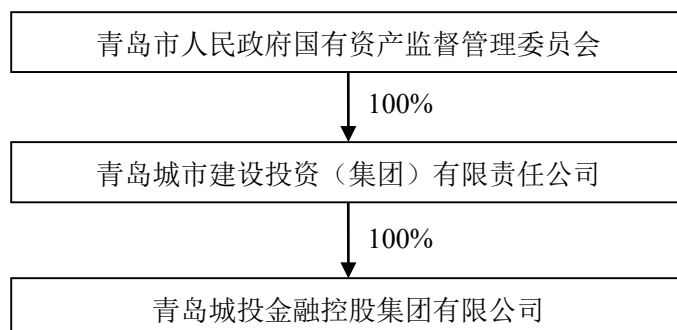 青岛市人民政府国有资产监督管理委员会
100%
青岛城市建设投资（集团）有限责任公司
100%
青岛城投金融控股集团有限公司